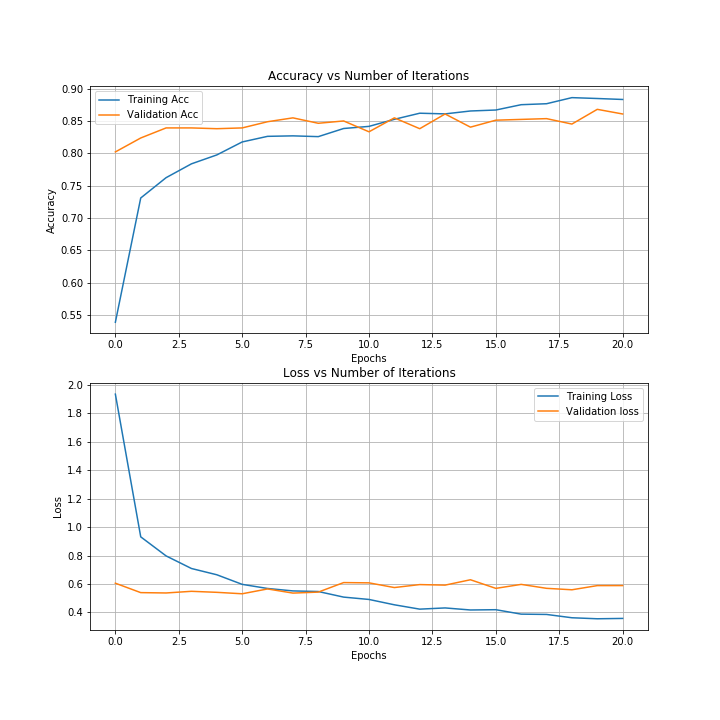 Accuracy vs Number of Iterations
0.90
0.85
0.80
0.75
0.70
0.65
0.60
0.55
Accuracy
Training Acc
Validation Acc
0.0 2.5 5.0 7.5 10.0 12.5 15.0 17.5 20.0
Epochs
Loss vs Number of Iterations
2.0
1.8
1.6
1.4
1.2
1.0
0.8
0.6
0.4
Loss
Training Loss
Validation loss
0.0 2.5 5.0 7.5 10.0 12.5 15.0 17.5 20.0
Epochs